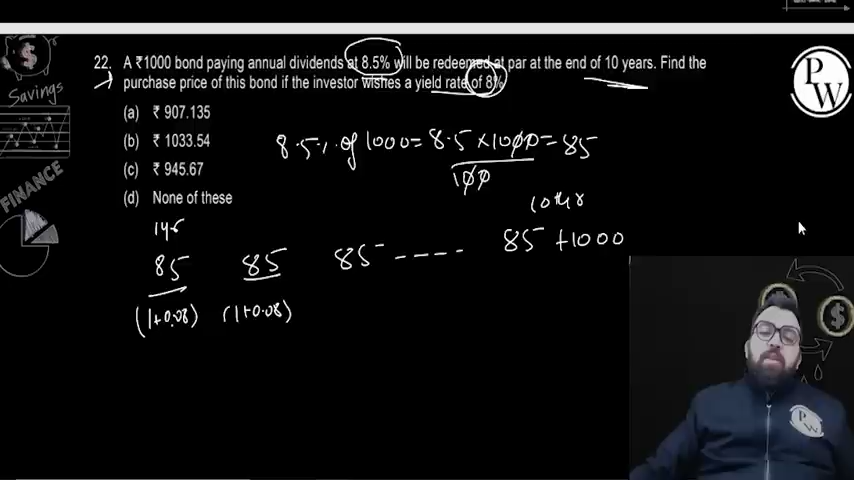 22. A ₹1000 bond paying annual dividends at 8.5% will be redeemed at par at the end of 10 years. Find the
purchase price of this bond if the investor wishes a yield rate of 8%
(a) ₹ 907.135
(b) ₹ 1033.54
(c) ₹ 945.67
(d) None of these
8.5% of 1000 = 8.5 × 1000 = 85
100
10th
85 85 85 ---- 85 + 1000
(1+0.08) (1+0.08)
Savings
FINANCE
P
W
P
W